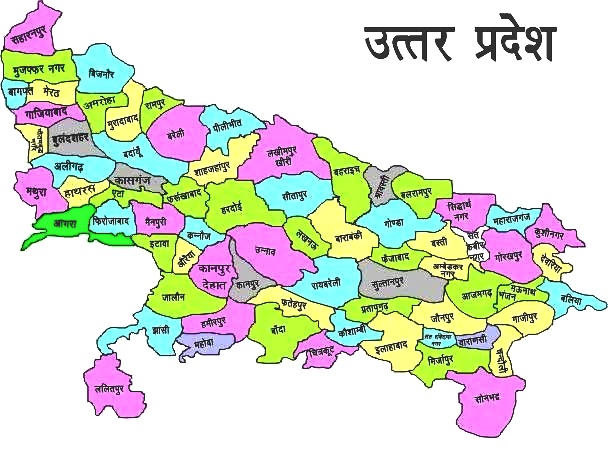 उत्तर प्रदेश
सहारनपुर
मुजफ्फर नगर
बिजनौर
बागपत
मेरठ
गाजियाबाद
अमरोहा
रामपुर
मुरादाबाद
बरेली
पीलीभीत
बुलंदशहर
बदांयूँ
शाहजहांपुर
लखीमपुर
खीरी
बहराइच
श्रावस्ती
बलरामपुर
अलीगढ़
कासगंज
मथुरा
हाथरस
एटा
फरूखाबाद
हरदोई
सीतापुर
गोण्डा
सिद्धार्थ
नगर
महाराजगंज
कुशीनगर
आगरा
फिरोजाबाद
मैनपुरी
कन्नौज
इटावा
औरैया
उन्नाव
लखनऊ
बाराबंकी
फैजाबाद
बस्ती
संत
कबीर
नगर
गोरखपुर
देवरिया
अम्बेडकर
नगर
कानपुर
देहात
कानपुर
रायबरेली
सुल्तानपुर
आजमगढ़
मऊनाथ
भंजन
बलिया
जालौन
फतेहपुर
प्रतापगढ़
जौनपुर
गाजीपुर
झासी
हमीरपुर
महोबा
बाँदा
चित्रकूट
कौशाम्बी
इलाहाबाद
वाराणसी
मिर्जापुर
ललितपुर
सोनभद्र